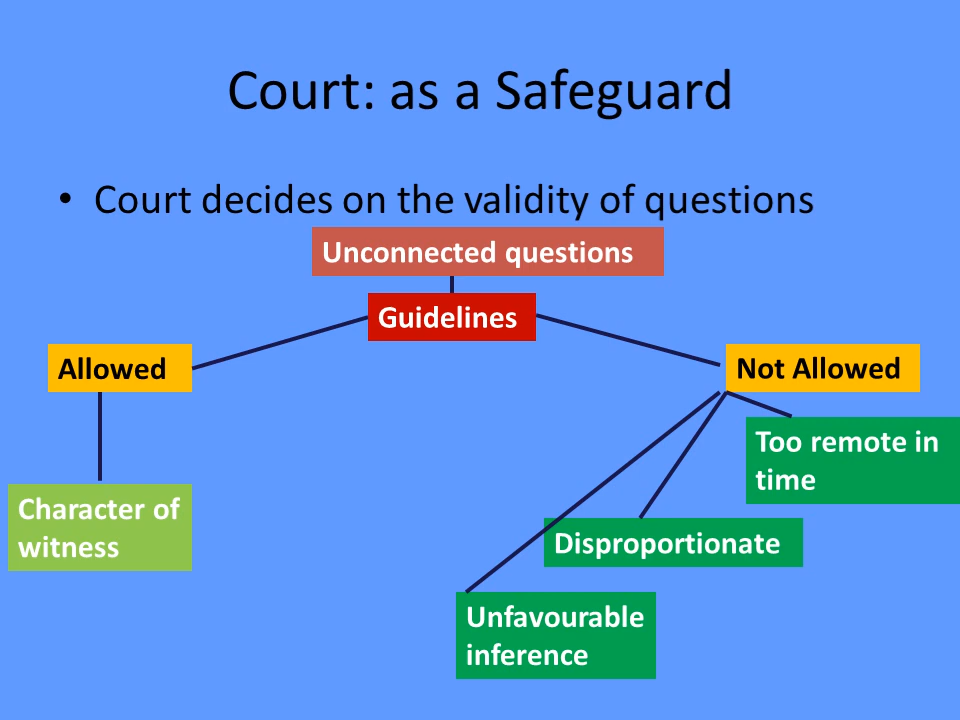 Court: as a Safeguard
• Court decides on the validity of questions
Unconnected questions
Guidelines
Allowed
Not Allowed
Too remote in
time
Character of
witness
Disproportionate
Unfavourable
inference